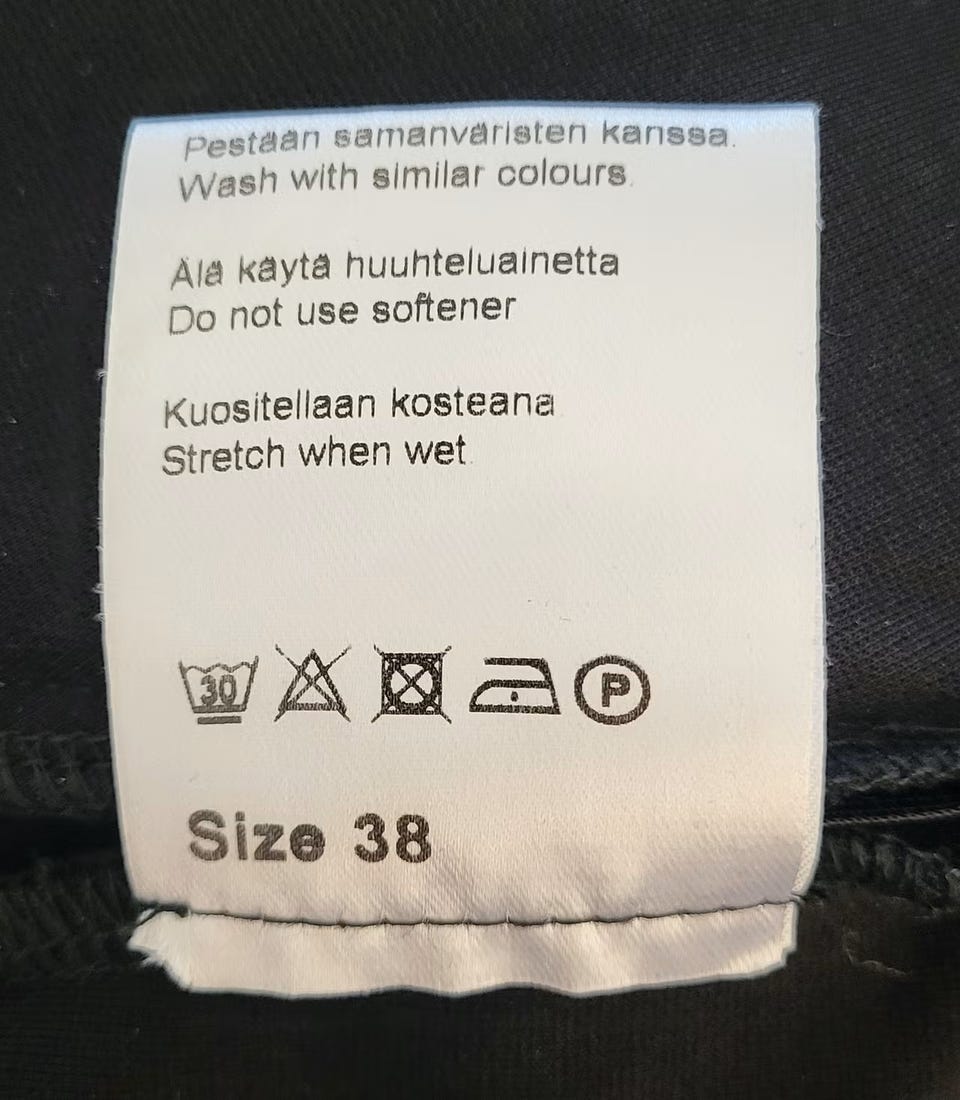 Pestään samanväristen kanssa.
Wash with similar colours.
Älä käytä huuhteluainetta
Do not use softener
Kuositellaan kosteana
Stretch when wet.
30 P
Size 38